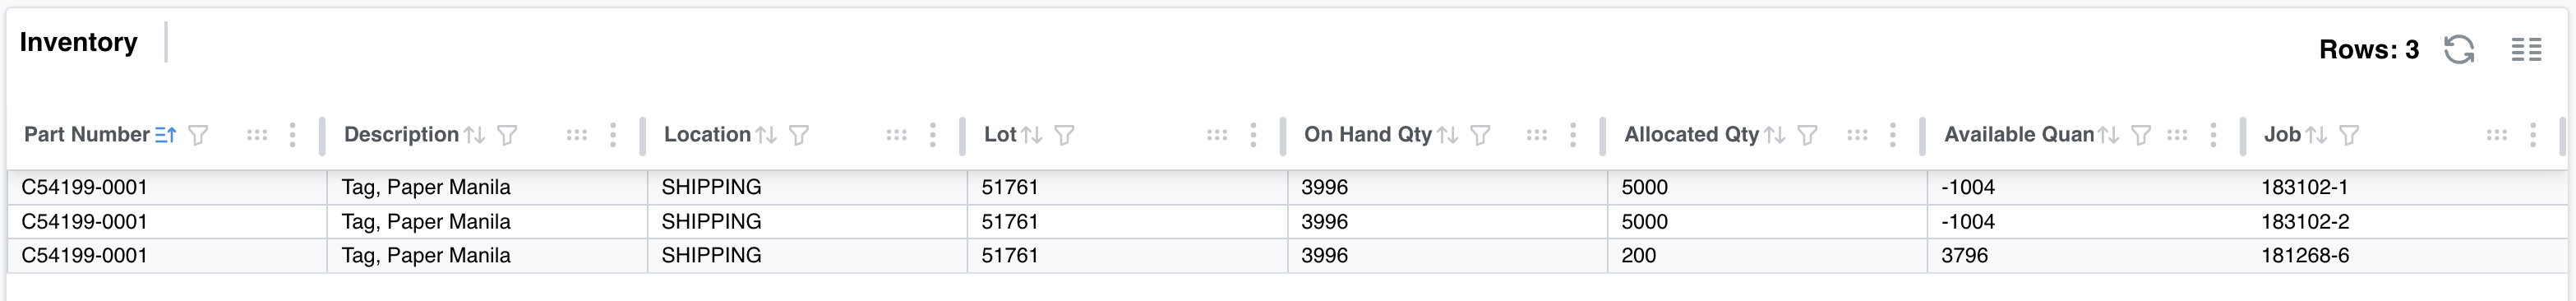 Inventory
Rows: 3
Part Number Description Location Lot On Hand Qty Allocated Qty Available Quan Job
C54199-0001 Tag, Paper Manila SHIPPING 51761 3996 5000 -1004 183102-1
C54199-0001 Tag, Paper Manila SHIPPING 51761 3996 5000 -1004 183102-2
C54199-0001 Tag, Paper Manila SHIPPING 51761 3996 200 3796 181268-6